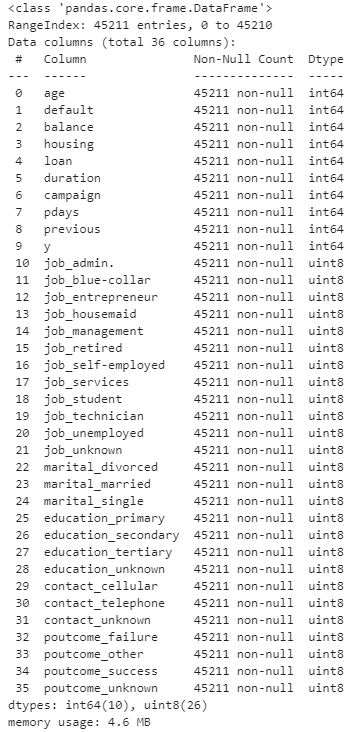 <class 'pandas.core.frame.DataFrame'>
RangeIndex: 45211 entries, 0 to 45210
Data columns (total 36 columns):
 #   Column               Non-Null Count  Dtype
---  ------               --------------  -----
 0   age                  45211 non-null  int64
 1   default              45211 non-null  int64
 2   balance              45211 non-null  int64
 3   housing              45211 non-null  int64
 4   loan                 45211 non-null  int64
 5   duration             45211 non-null  int64
 6   campaign             45211 non-null  int64
 7   pdays                45211 non-null  int64
 8   previous             45211 non-null  int64
 9   y                    45211 non-null  int64
 10  job_admin.           45211 non-null  uint8
 11  job_blue-collar      45211 non-null  uint8
 12  job_entrepreneur     45211 non-null  uint8
 13  job_housemaid        45211 non-null  uint8
 14  job_management       45211 non-null  uint8
 15  job_retired          45211 non-null  uint8
 16  job_self-employed    45211 non-null  uint8
 17  job_services         45211 non-null  uint8
 18  job_student          45211 non-null  uint8
 19  job_technician       45211 non-null  uint8
 20  job_unemployed       45211 non-null  uint8
 21  job_unknown          45211 non-null  uint8
 22  marital_divorced     45211 non-null  uint8
 23  marital_married      45211 non-null  uint8
 24  marital_single       45211 non-null  uint8
 25  education_primary    45211 non-null  uint8
 26  education_secondary  45211 non-null  uint8
 27  education_tertiary   45211 non-null  uint8
 28  education_unknown    45211 non-null  uint8
 29  contact_cellular     45211 non-null  uint8
 30  contact_telephone    45211 non-null  uint8
 31  contact_unknown      45211 non-null  uint8
 32  poutcome_failure     45211 non-null  uint8
 33  poutcome_other       45211 non-null  uint8
 34  poutcome_success     45211 non-null  uint8
 35  poutcome_unknown     45211 non-null  uint8
dtypes: int64(10), uint8(26)
memory usage: 4.6 MB